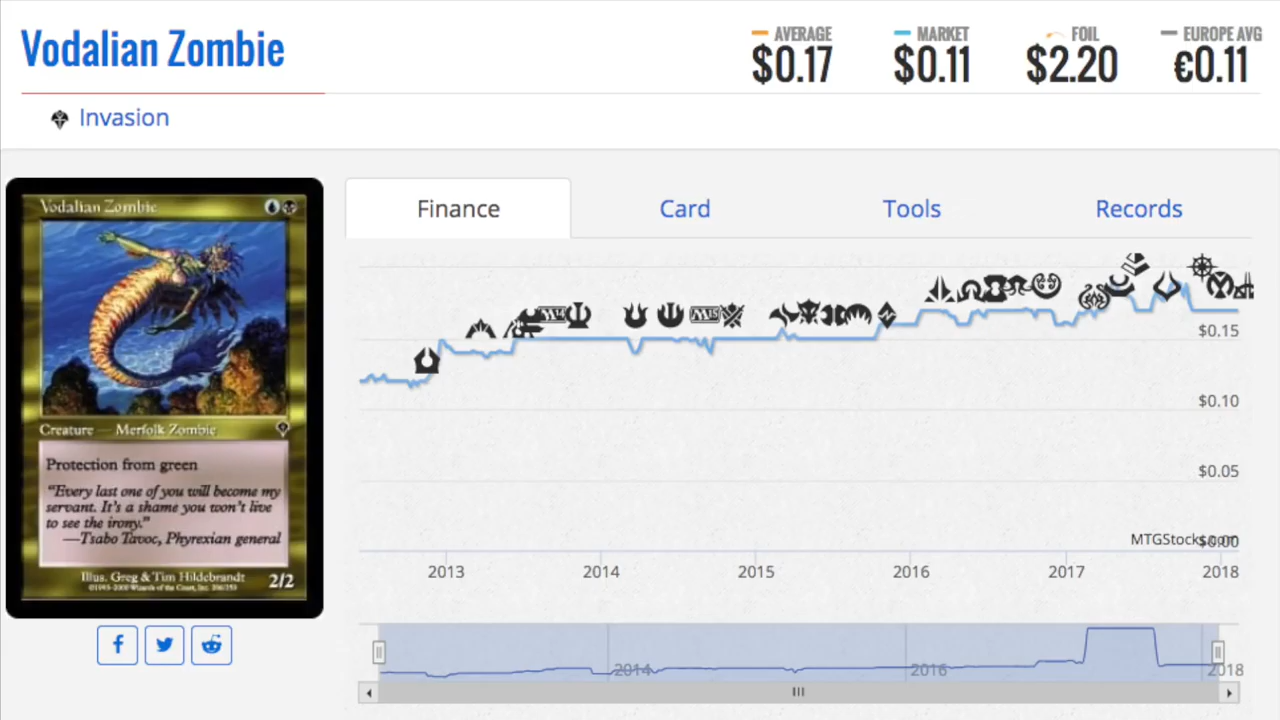 Vodalian Zombie
AVERAGE
$0.17
MARKET
$0.11
FOIL
$2.20
EUROPE AVG
€0.11
Invasion
Vodalian Zombie
Creature — Merfolk Zombie
Protection from green
"Every last one of you will become my
servant. It's a shame you won't live
to see the irony."
—Tsabo Tavoc, Phyrexian general
Illus. Greg & Tim Hildebrandt
2/2
Finance
Card
Tools
Records
$0.15
$0.10
$0.05
MTGStocks.com
$0.00
2013
2014
2015
2016
2017
2018
2014
2016
2018